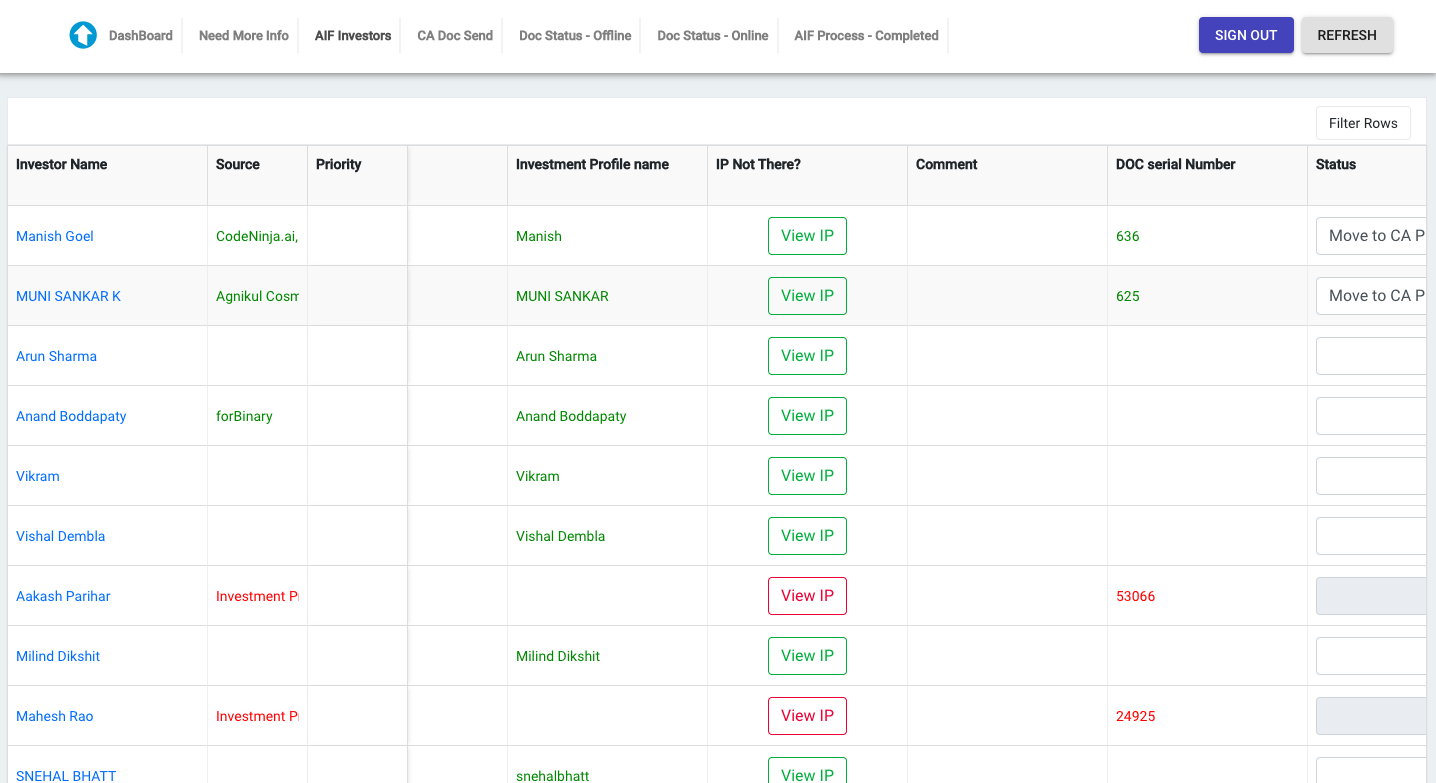 DashBoard Need More Info AIF Investors CA Doc Send Doc Status - Offline Doc Status - Online AIF Process - Completed SIGN OUT REFRESH
Filter Rows
Investor Name Source Priority Investment Profile name IP Not There? Comment DOC serial Number Status
Manish Goel CodeNinja.ai, Manish View IP 636 Move to CA P
MUNI SANKAR K Agnikul Cosm MUNI SANKAR View IP 625 Move to CA P
Arun Sharma Arun Sharma View IP
Anand Boddapaty forBinary Anand Boddapaty View IP
Vikram Vikram View IP
Vishal Dembla Vishal Dembla View IP
Aakash Parihar Investment P View IP 53066
Milind Dikshit Milind Dikshit View IP
Mahesh Rao Investment P View IP 24925
SNEHAL BHATT snehalbhatt View IP